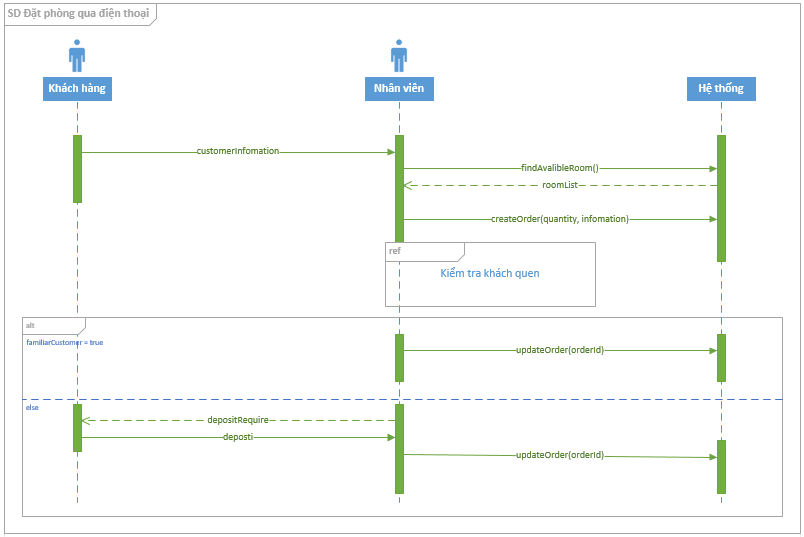 SD Đặt phòng qua điện thoại
Khách hàng
Nhân viên
Hệ thống
customerInfomation
findAvalibleRoom()
roomList
createOrder(quantity, infomation)
ref
Kiểm tra khách quen
alt
familiarCustomer = true
updateOrder(orderId)
else
depositRequire
deposti
updateOrder(orderId)